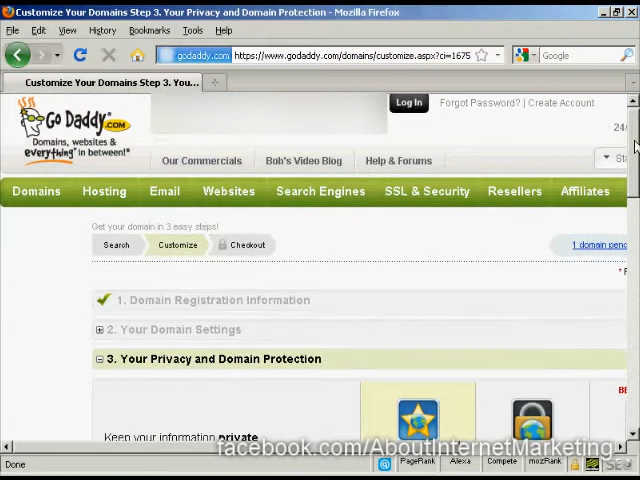 Customize Your Domains Step 3. Your Privacy and Domain Protection - Mozilla Firefox
File Edit View History Bookmarks Tools Help
godaddy.com https://www.godaddy.com/domains/customize.aspx?ci=1675 Google
Customize Your Domains Step 3. You...
Go Daddy .COM
Domains, websites &
everything in between!*
Log In Forgot Password? | Create Account
24/
Our Commercials Bob's Video Blog Help & Forums
Domains Hosting Email Websites Search Engines SSL & Security Resellers Affiliates
Get your domain in 3 easy steps!
Search Customize Checkout 1 domain penc
1. Domain Registration Information
2. Your Domain Settings
3. Your Privacy and Domain Protection
Keep your information private
facebook.com/AboutInternetMarketing
Done PageRank Alexa Compete mozRank